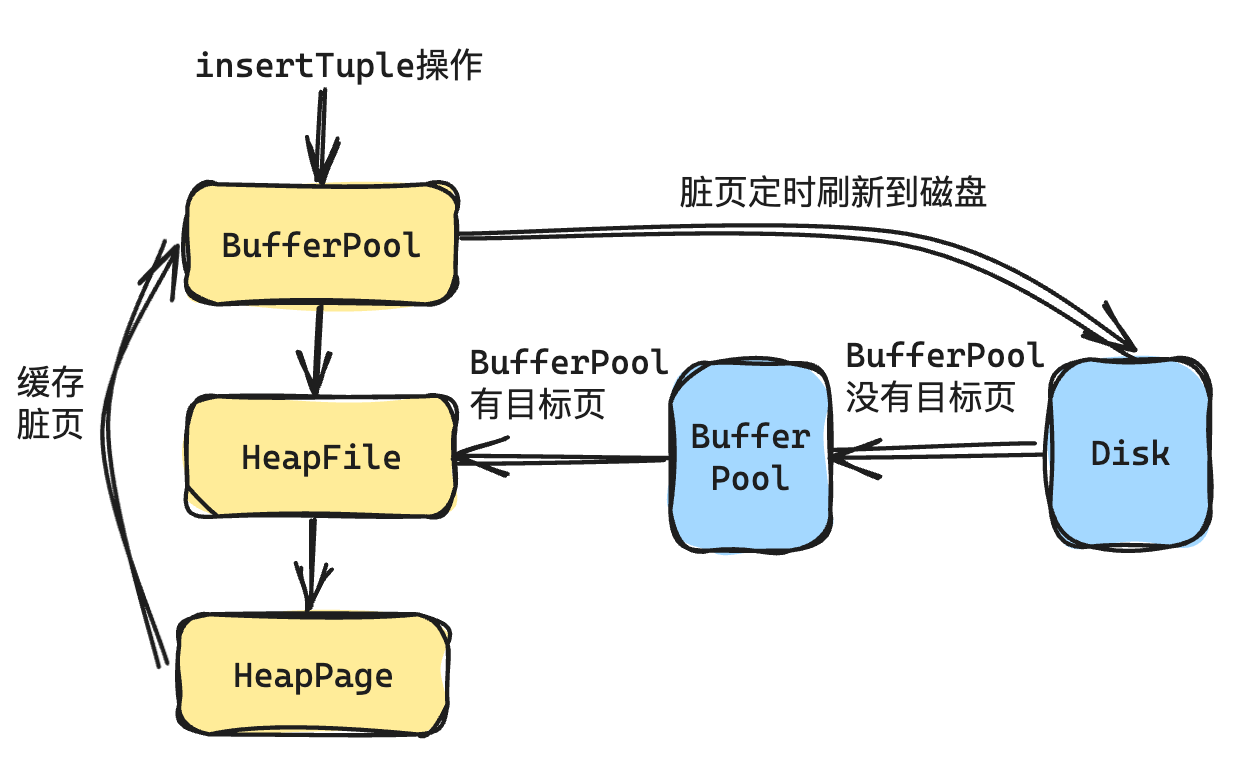 insertTuple操作
脏页定时刷新到磁盘
BufferPool
BufferPool
有目标页
BufferPool
没有目标页
缓存
脏页
HeapFile
Buffer
Pool
Disk
HeapPage